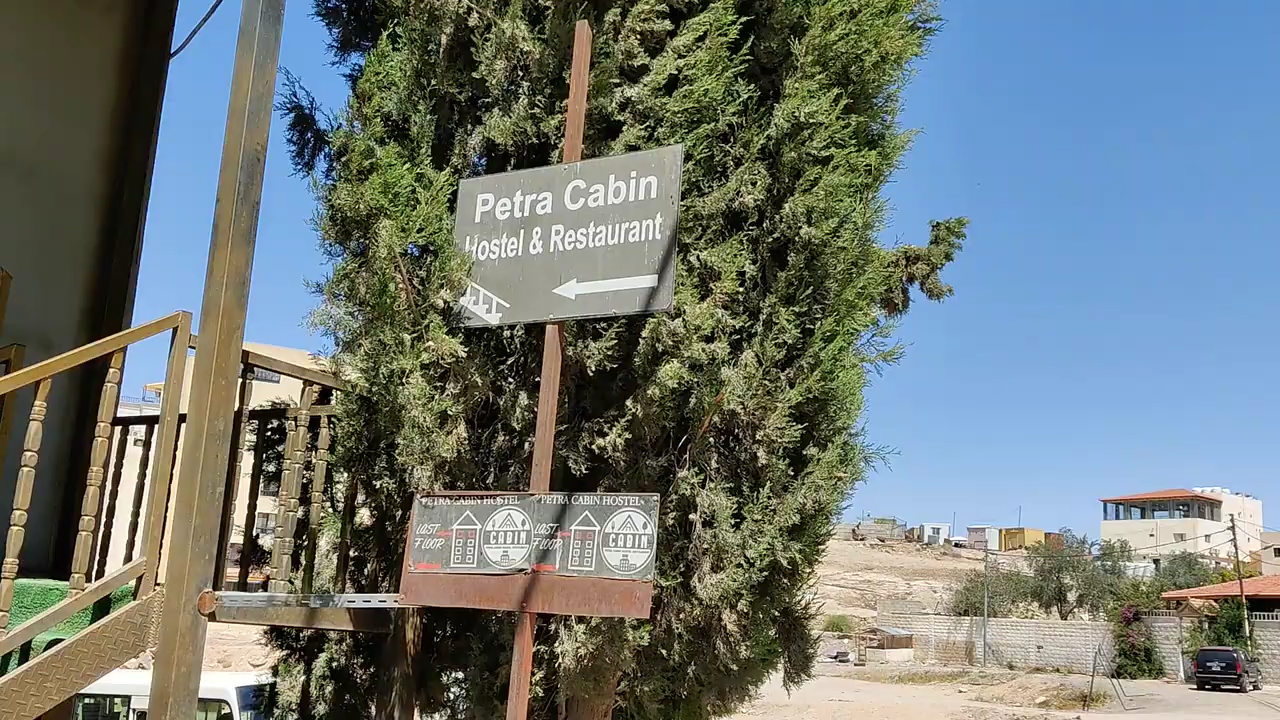 Petra Cabin
Hostel & Restaurant
PETRA CABIN HOSTEL
LAST
FLOOR
CABIN
PETRA CABIN HOSTEL
LAST
FLOOR
CABIN